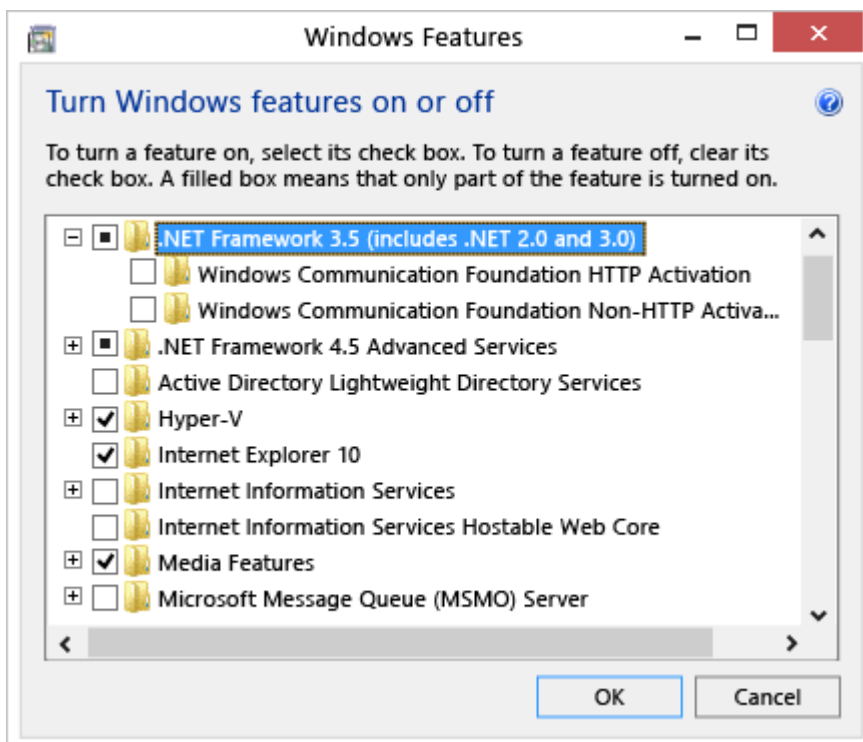 Windows Features
Turn Windows features on or off
To turn a feature on, select its check box. To turn a feature off, clear its
check box. A filled box means that only part of the feature is turned on.
.NET Framework 3.5 (includes .NET 2.0 and 3.0)
Windows Communication Foundation HTTP Activation
Windows Communication Foundation Non-HTTP Activa...
.NET Framework 4.5 Advanced Services
Active Directory Lightweight Directory Services
Hyper-V
Internet Explorer 10
Internet Information Services
Internet Information Services Hostable Web Core
Media Features
Microsoft Message Queue (MSMO) Server
OK
Cancel